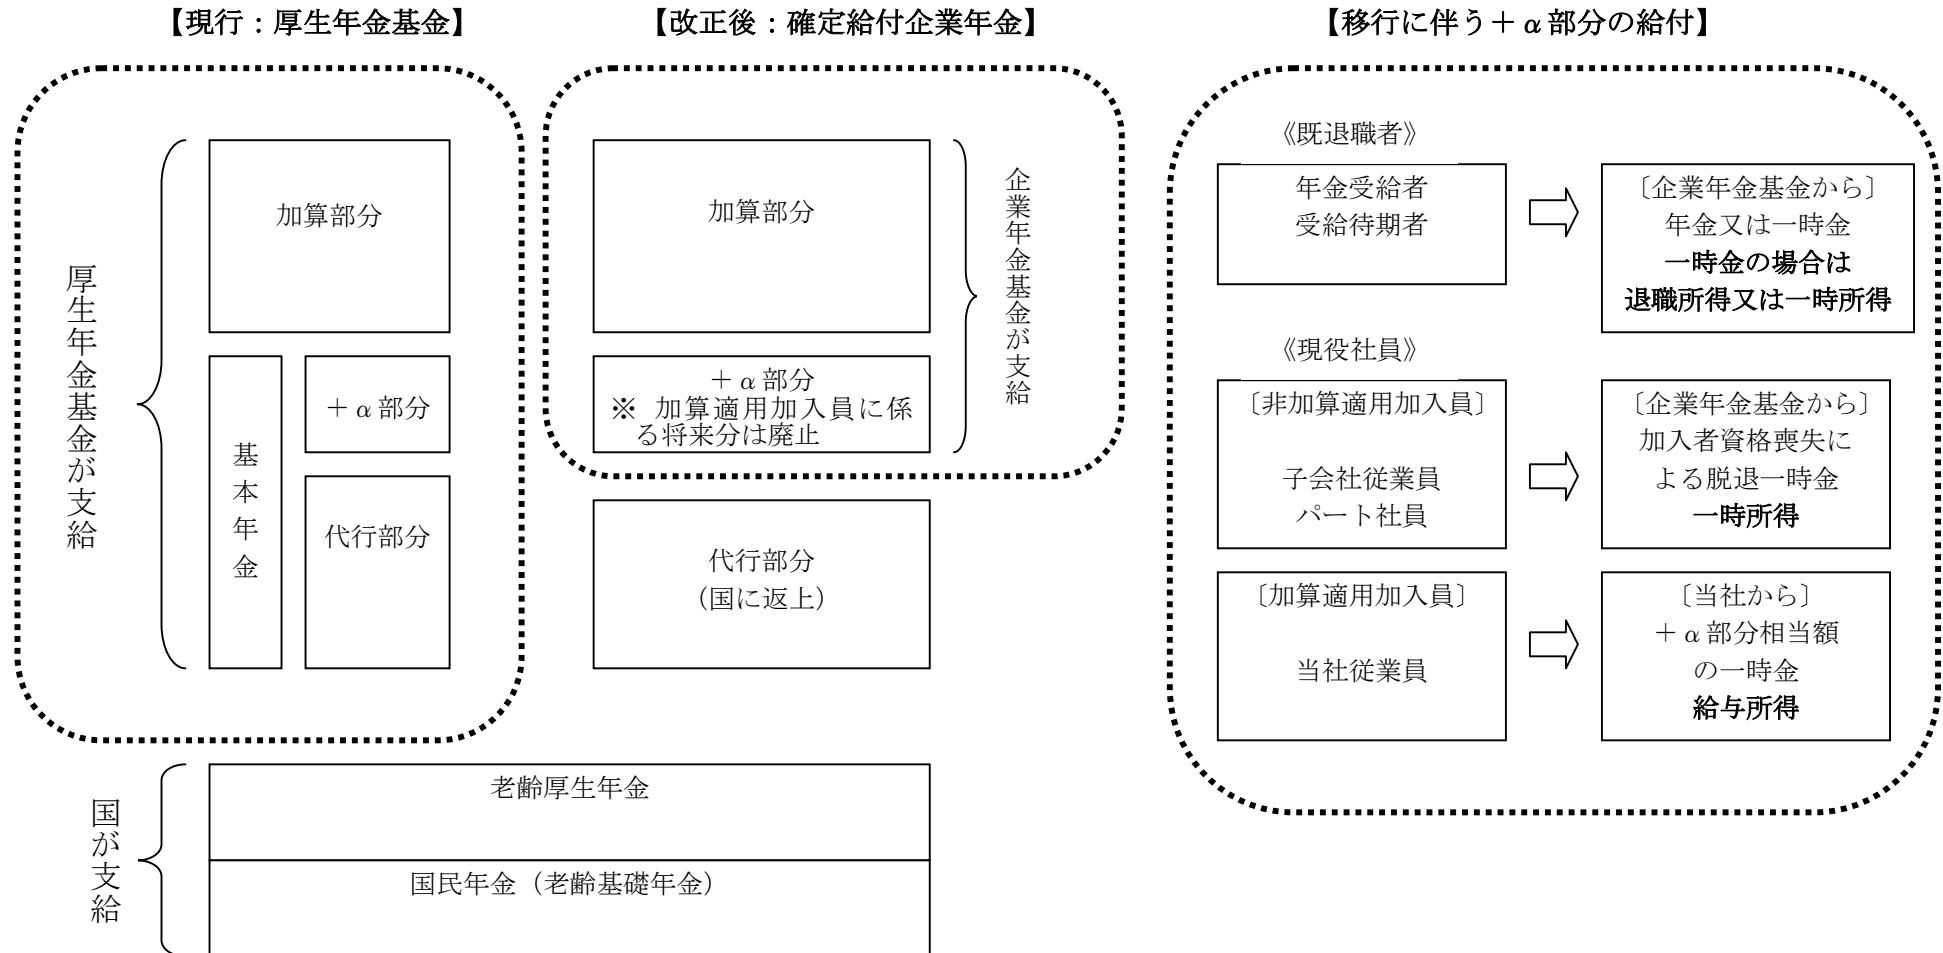 【現行：厚生年金基金】
厚生年金基金が支給
加算部分
基本年金
＋α部分
代行部分
【改正後：確定給付企業年金】
加算部分
＋α部分
※ 加算適用加入員に係
る将来分は廃止
企業年金基金が支給
代行部分
（国に返上）
国が支給
老齢厚生年金
国民年金（老齢基礎年金）
【移行に伴う＋α部分の給付】
《既退職者》
年金受給者
受給待期者
〔企業年金基金から〕
年金又は一時金
一時金の場合は
退職所得又は一時所得
《現役社員》
〔非加算適用加入員〕
子会社従業員
パート社員
〔企業年金基金から〕
加入者資格喪失に
よる脱退一時金
一時所得
〔加算適用加入員〕
当社従業員
〔当社から〕
＋α部分相当額
の一時金
給与所得